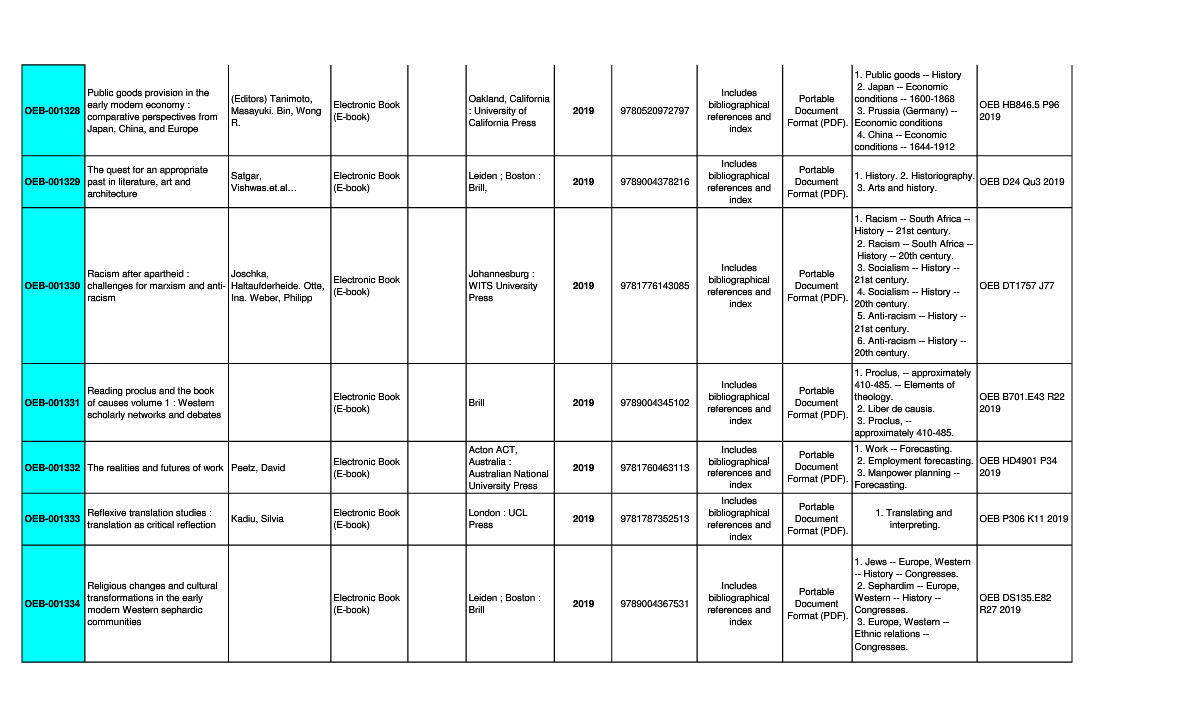 OEB-001328
Public goods provision in the
early modern economy :
comparative perspectives from
Japan, China, and Europe
(Editors) Tanimoto,
Masayuki. Bin, Wong
R.
Electronic Book
(E-book)
Oakland, California
: University of
California Press
2019
9780520972797
Includes
bibliographical
references and
index
Portable
Document
Format (PDF).
1. Public goods -- History
2. Japan -- Economic
conditions -- 1600-1868
3. Prussia (Germany) --
Economic conditions
4. China -- Economic
conditions -- 1644-1912
OEB HB846.5 P96
2019
OEB-001329
The quest for an appropriate
past in literature, art and
architecture
Satgar,
Vishwas.et.al...
Electronic Book
(E-book)
Leiden ; Boston :
Brill,
2019
9789004378216
Includes
bibliographical
references and
index
Portable
Document
Format (PDF).
1. History. 2. Historiography.
3. Arts and history.
OEB D24 Qu3 2019
OEB-001330
Racism after apartheid :
challenges for marxism and anti-
racism
Joschka,
Haltaufderheide. Otte,
Ina. Weber, Philipp
Electronic Book
(E-book)
Johannesburg :
WITS University
Press
2019
9781776143085
Includes
bibliographical
references and
index
Portable
Document
Format (PDF).
1. Racism -- South Africa --
History -- 21st century.
2. Racism -- South Africa --
History -- 20th century.
3. Socialism -- History --
21st century.
4. Socialism -- History --
20th century.
5. Anti-racism -- History --
21st century.
6. Anti-racism -- History --
20th century.
OEB DT1757 J77
OEB-001331
Reading proclus and the book
of causes volume 1 : Western
scholarly networks and debates
Electronic Book
(E-book)
Brill
2019
9789004345102
Includes
bibliographical
references and
index
Portable
Document
Format (PDF).
1. Proclus, -- approximately
410-485. -- Elements of
theology.
2. Liber de causis.
3. Proclus, --
approximately 410-485.
OEB B701.E43 R22
2019
OEB-001332
The realities and futures of work
Peetz, David
Electronic Book
(E-book)
Acton ACT,
Australia :
Australian National
University Press
2019
9781760463113
Includes
bibliographical
references and
index
Portable
Document
Format (PDF).
1. Work -- Forecasting.
2. Employment forecasting.
3. Manpower planning --
Forecasting.
OEB HD4901 P34
2019
OEB-001333
Reflexive translation studies :
translation as critical reflection
Kadiu, Silvia
Electronic Book
(E-book)
London : UCL
Press
2019
9781787352513
Includes
bibliographical
references and
index
Portable
Document
Format (PDF).
1. Translating and
interpreting.
OEB P306 K11 2019
OEB-001334
Religious changes and cultural
transformations in the early
modern Western sephardic
communities
Electronic Book
(E-book)
Leiden ; Boston :
Brill
2019
9789004367531
Includes
bibliographical
references and
index
Portable
Document
Format (PDF).
1. Jews -- Europe, Western
-- History -- Congresses.
2. Sephardim -- Europe,
Western -- History --
Congresses.
3. Europe, Western --
Ethnic relations --
Congresses.
OEB DS135.E82
R27 2019